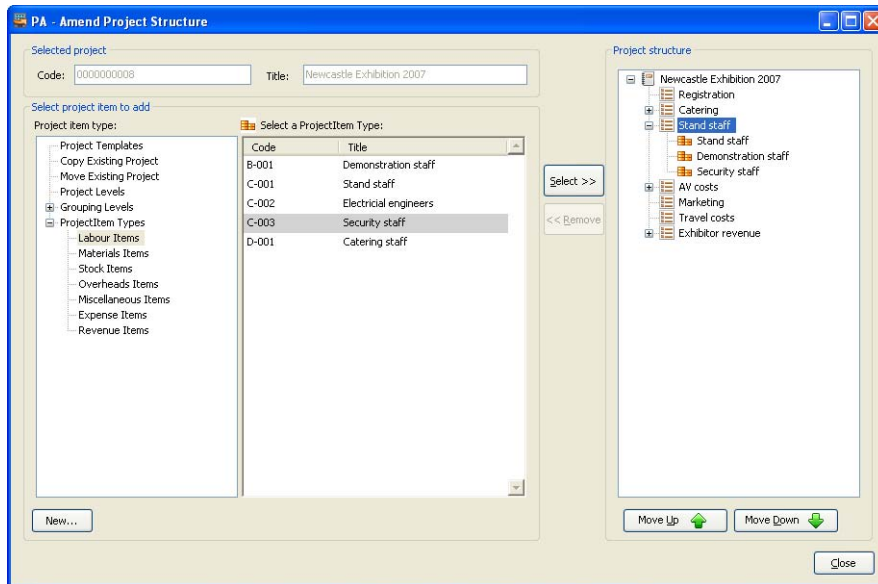 PA - Amend Project Structure
Selected project
Code: 0000000008 Title: Newcastle Exhibition 2007
Select project item to add
Project item type:
Project Templates
Copy Existing Project
Move Existing Project
Project Levels
Grouping Levels
ProjectItem Types
Labour Items
Materials Items
Stock Items
Overheads Items
Miscellaneous Items
Expense Items
Revenue Items
New...
Select a ProjectItem Type:
Code Title
B-001 Demonstration staff
C-001 Stand staff
C-002 Electricial engineers
C-003 Security staff
D-001 Catering staff
Select >>
<< Remove
Project structure
Newcastle Exhibition 2007
Registration
Catering
Stand staff
Stand staff
Demonstration staff
Security staff
AV costs
Marketing
Travel costs
Exhibitor revenue
Move Up
Move Down
Close